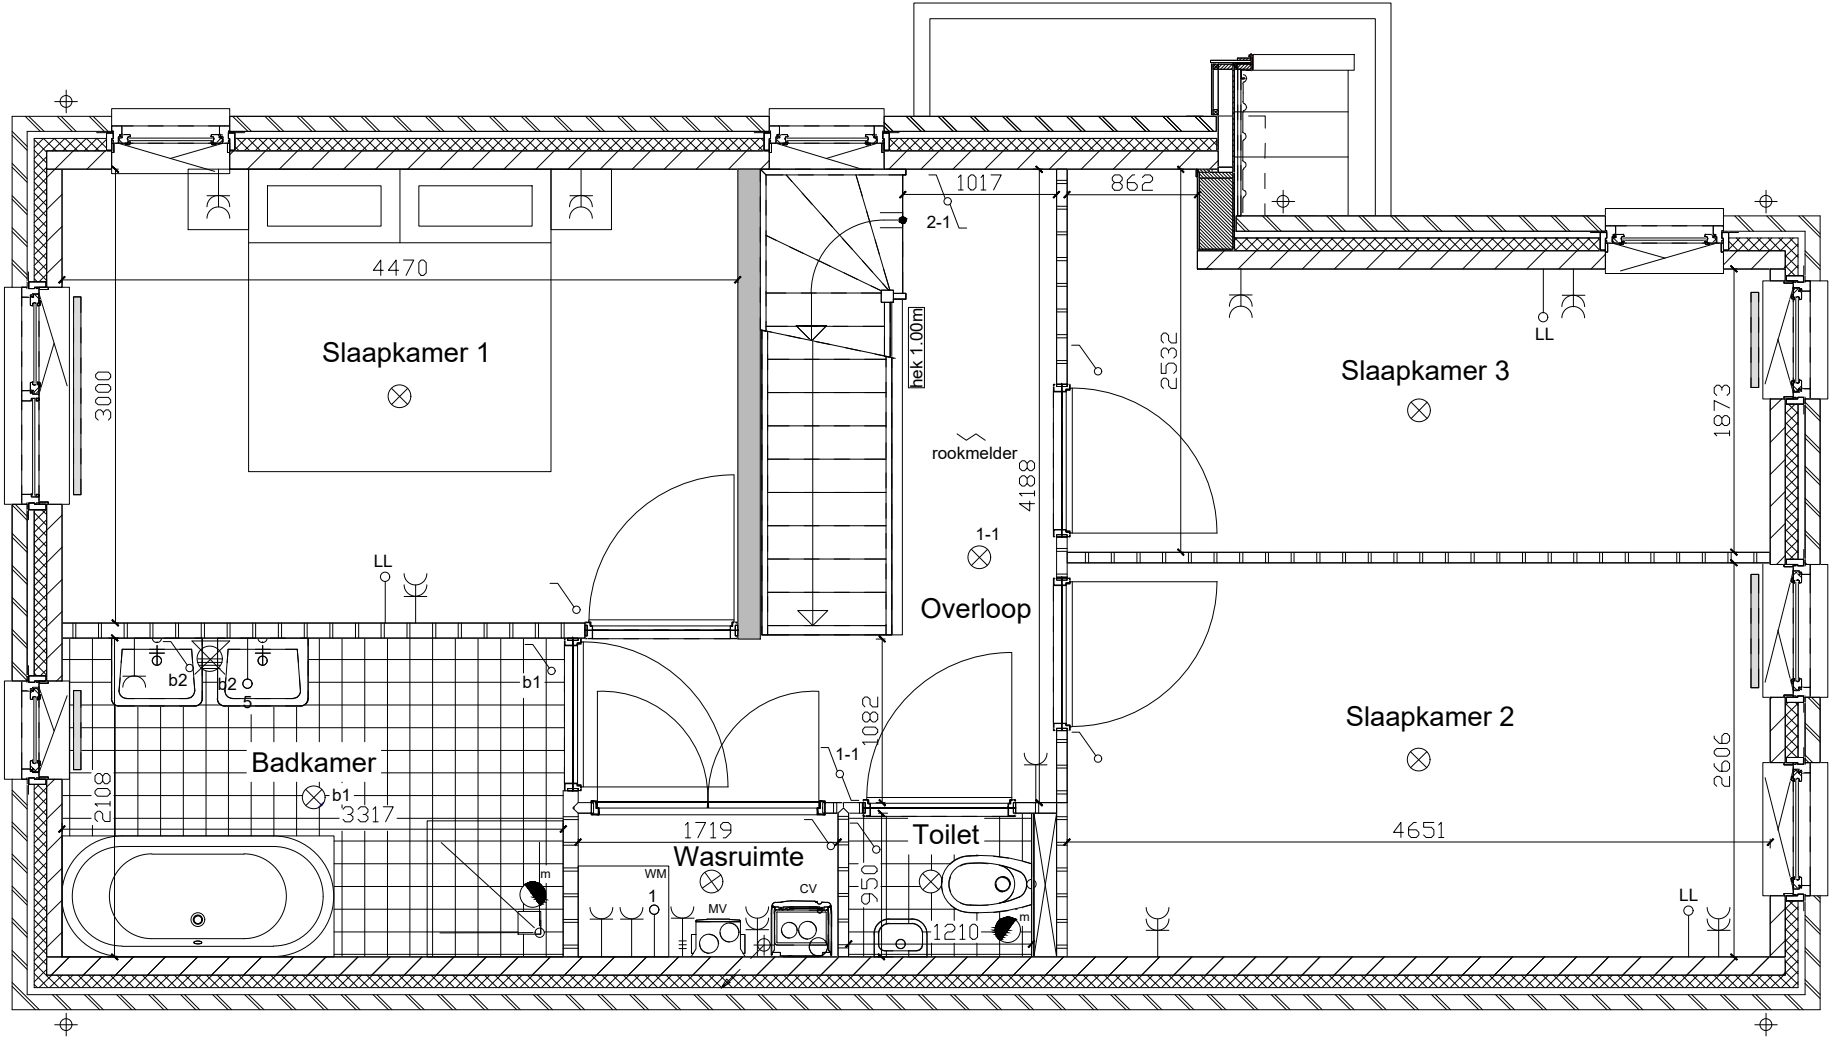 1017
862
2-1
4470
hek 1.00m
Slaapkamer 1
2532
Slaapkamer 3
LL
3000
1873
rookmelder
4188
1-1
LL
Overloop
b2
b2
b1
5
Slaapkamer 2
1082
1-1
2606
Badkamer
b1
2108
3317
1719
Toilet
4651
Wasruimte
950
m
WM
CV
1
MV
LL
m
1210